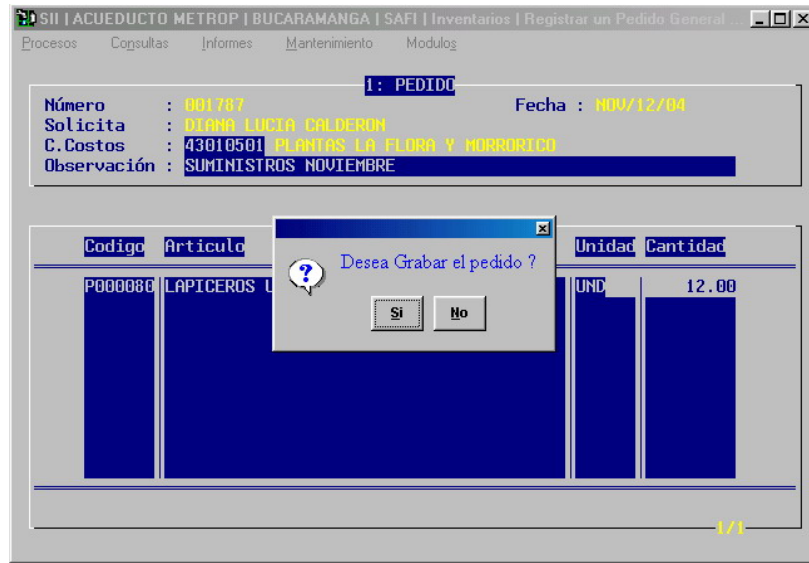 SII | ACUEDUCTO METROP | BUCARAMANGA | SAFI | Inventarios | Registrar un Pedido General ...
Procesos Consultas Informes Mantenimiento Modulos
1: PEDIDO
Número : 001787 Fecha : NOV/12/04
Solicita : DIANA LUCIA CALDERON
C.Costos : 43010501 PLANTAS LA FLORA Y MORRORICO
Observación : SUMINISTROS NOVIEMBRE
Codigo Articulo Unidad Cantidad
Desea Grabar el pedido ?
P000080 LAPICEROS UND 12.00
Si No
1/1